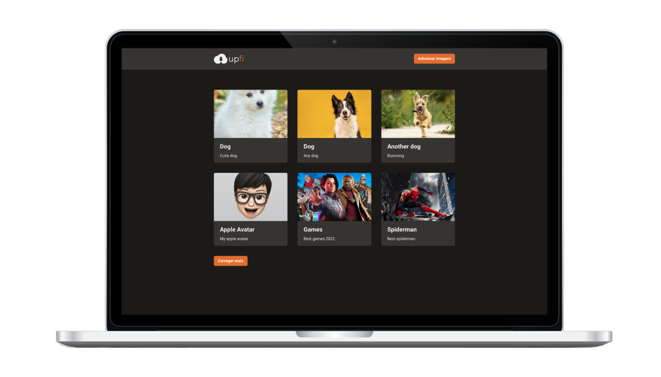 upfi
Adicionar imagem
Dog
Cutie dog
Dog
Any dog
Another dog
Running
Apple Avatar
My apple avatar
Games
Best games 2022
Spiderman
Best spiderman
Carregar mais